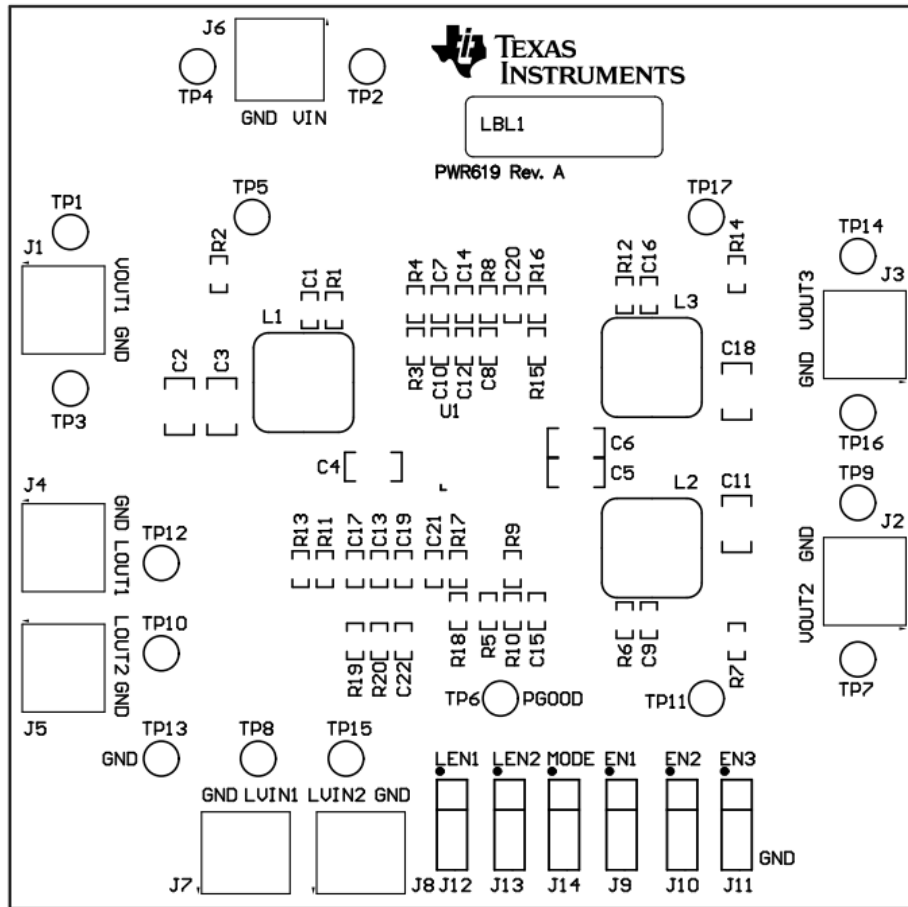 J6
TEXAS
INSTRUMENTS
TP4
TP2
GND VIN
LBL1
PWR619 Rev. A
TP5
TP17
TP1
TP14
J1
R2
R14
J3
VOUT1 GND
C1
R1
R4
C7
C14
R8
C20
R16
R12
C16
GND VOUT3
L1
L3
C2
C3
R3
C10
C12
C8
R15
C18
U1
TP3
TP16
C4
C6
C5
J4
L2
C11
TP9
J2
GND LOUT1
TP12
R13
R11
C17
C13
C19
C21
R17
R9
VOUT2 GND
LOUT2 GND
TP10
R18
R5
R10
C15
R6
C9
R7
R19
R20
C22
TP7
J5
TP6
PGOOD
TP11
GND
TP13
TP8
TP15
LEN1
LEN2
MODE
EN1
EN2
EN3
GND LVIN1
LVIN2 GND
GND
J7
J8
J12
J13
J14
J9
J10
J11